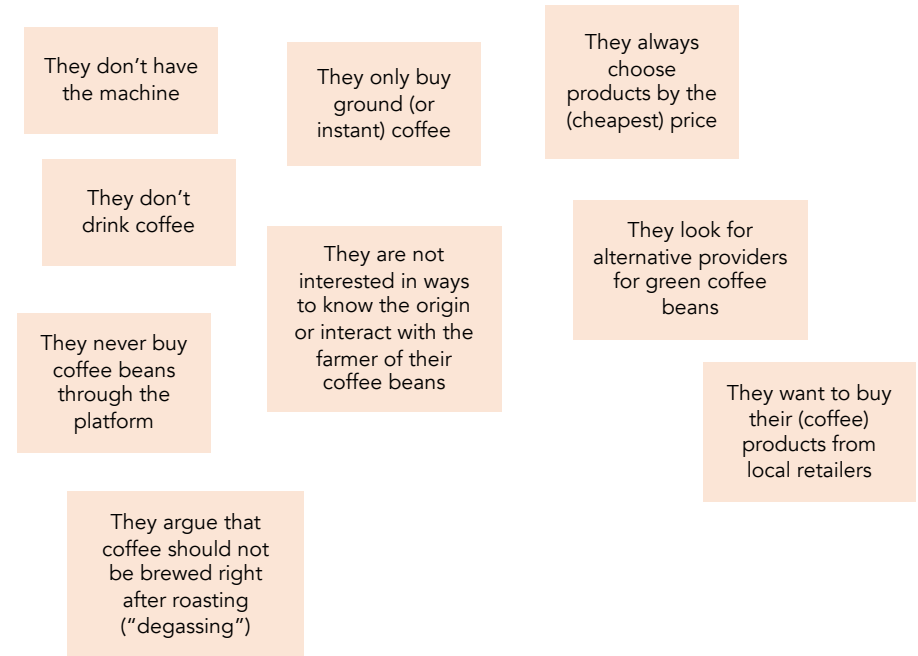 They don’t have
the machine
They only buy
ground (or
instant) coffee
They always
choose
products by the
(cheapest) price
They don’t
drink coffee
They are not
interested in ways
to know the origin
or interact with the
farmer of their
coffee beans
They look for
alternative providers
for green coffee
beans
They never buy
coffee beans
through the
platform
They want to buy
their (coffee)
products from
local retailers
They argue that
coffee should not
be brewed right
after roasting
(“degassing”)